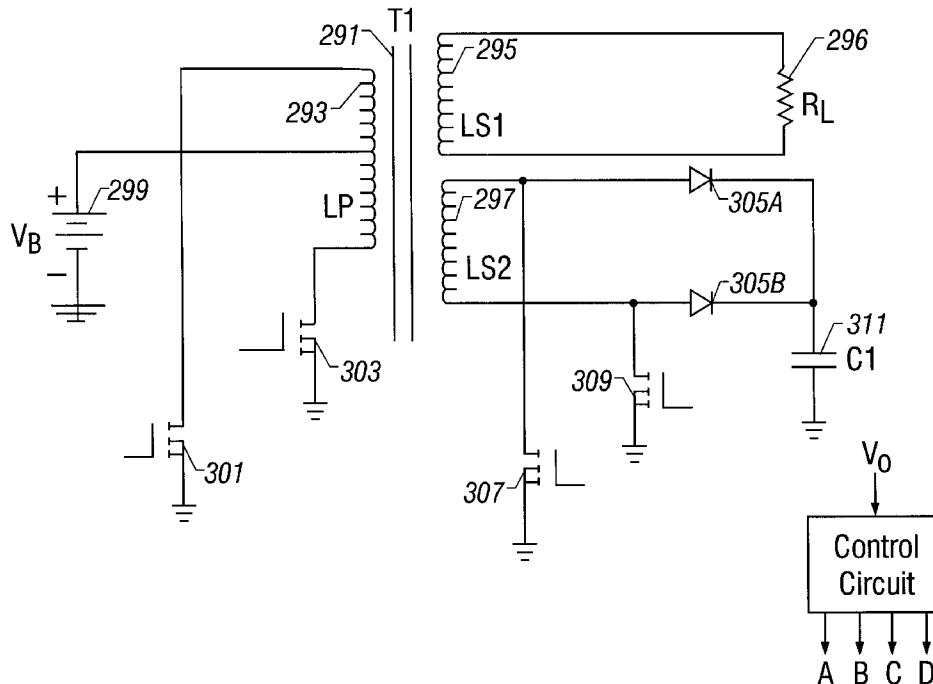 T1
291
295
296
293
LS1
RL
299
+
VB
−
LP
297
LS2
305A
305B
311
C1
303
309
301
307
VO
Control
Circuit
A B C D